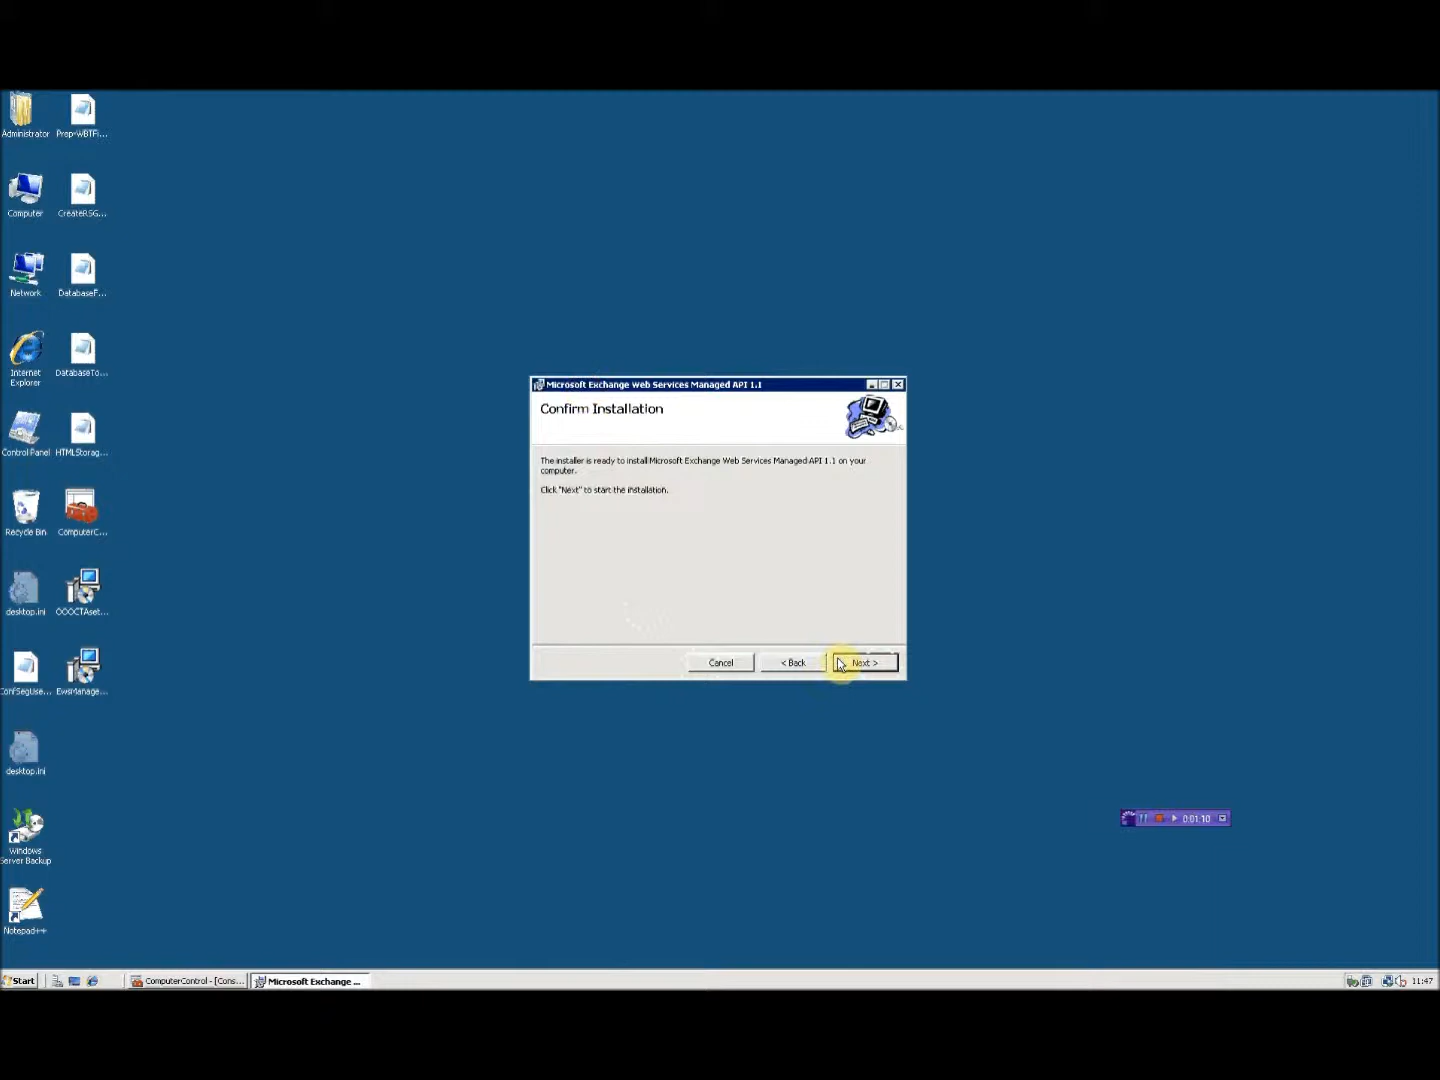 Administrator
Prep-WBTFi...
Computer
CreateRSG...
Network
DatabaseF...
Internet
Explorer
DatabaseTo...
Control Panel
HTMLStorag...
Recycle Bin
ComputerC...
desktop.ini
OOOCTAset...
ConfSegUse...
EwsManage...
desktop.ini
Windows
Server Backup
Notepad++
Microsoft Exchange Web Services Managed API 1.1
Confirm Installation
The installer is ready to install Microsoft Exchange Web Services Managed API 1.1 on your
computer.
Click "Next" to start the installation.
Cancel
< Back
Next >
0:01:10
Start
ComputerControl - [Cons...
Microsoft Exchange ...
11:47